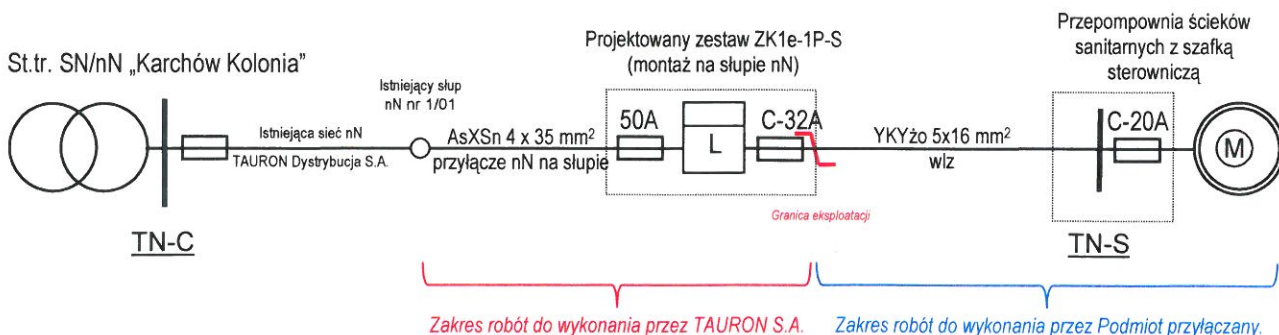 St.tr. SN/nN „Karchów Kolonia”
Istniejący słup
nN nr 1/01
Projektowany zestaw ZK1e-1P-S
(montaż na słupie nN)
Przepompownia ścieków
sanitarnych z szafką
sterowniczą
Istniejąca sieć nN
TAURON Dystrybucja S.A.
AsXSn 4 x 35 mm²
przyłącze nN na słupie
50A
L
C-32A
YKYżo 5x16 mm²
wlz
C-20A
M
Granica eksploatacji
TN-C
TN-S
Zakres robót do wykonania przez TAURON S.A.
Zakres robót do wykonania przez Podmiot przyłączany.